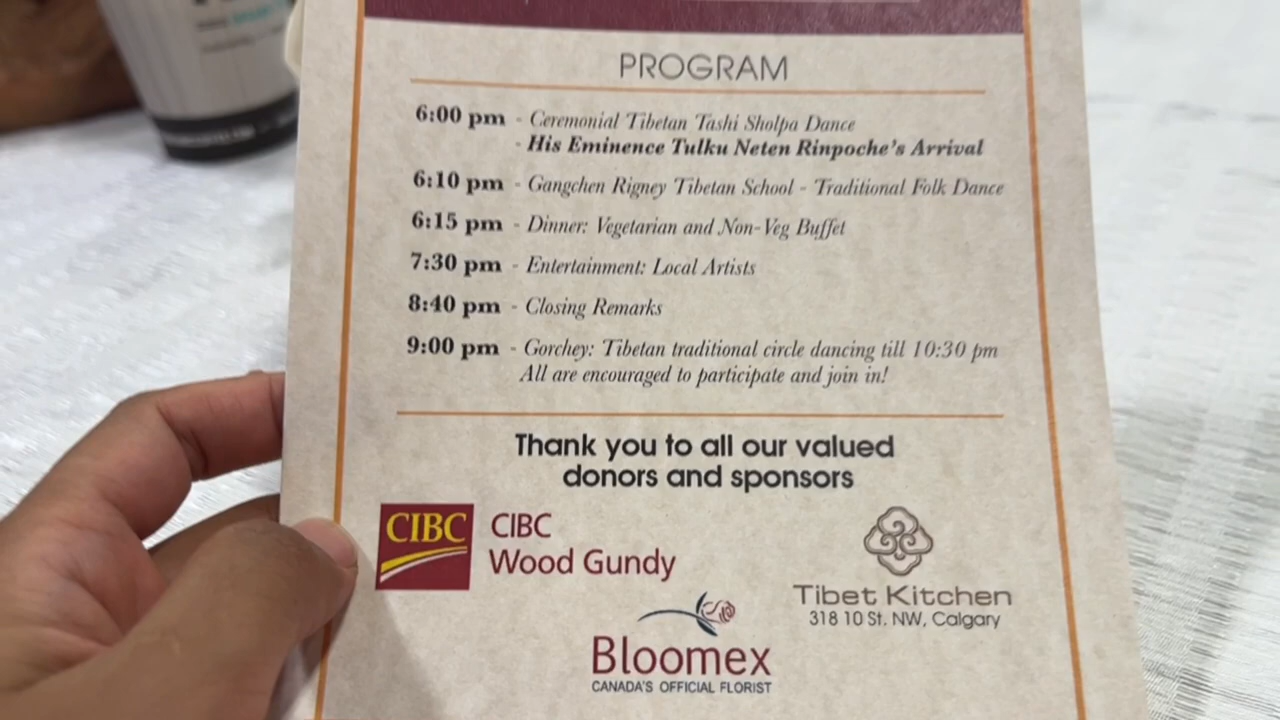 PROGRAM
6:00 pm - Ceremonial Tibetan Tashi Sholpa Dance
- His Eminence Tulku Neten Rinpoche's Arrival
6:10 pm - Gangchen Rigney Tibetan School - Traditional Folk Dance
6:15 pm - Dinner: Vegetarian and Non-Veg Buffet
7:30 pm - Entertainment: Local Artists
8:40 pm - Closing Remarks
9:00 pm - Gorchey: Tibetan traditional circle dancing till 10:30 pm
All are encouraged to participate and join in!
Thank you to all our valued
donors and sponsors
CIBC
CIBC
Wood Gundy
Tibet Kitchen
318 10 St. NW, Calgary
Bloomex
CANADA'S OFFICIAL FLORIST